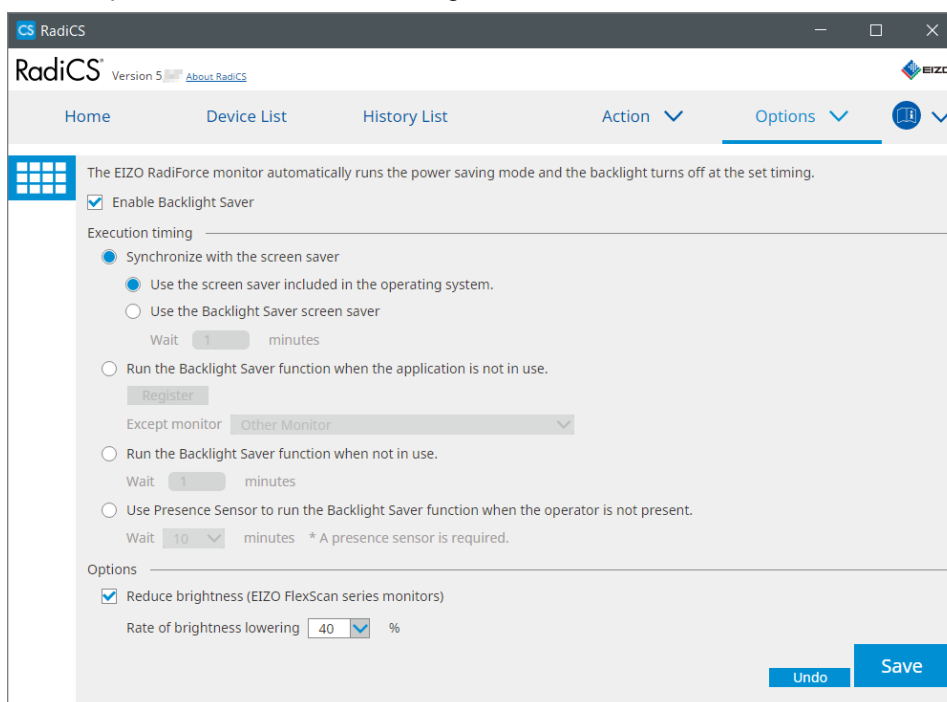 CS RadiCS
RadiCS® Version 5. About RadiCS
EIZO
Home Device List History List Action Options
The EIZO RadiForce monitor automatically runs the power saving mode and the backlight turns off at the set timing.
Enable Backlight Saver
Execution timing
Synchronize with the screen saver
Use the screen saver included in the operating system.
Use the Backlight Saver screen saver
Wait 1 minutes
Run the Backlight Saver function when the application is not in use.
Register
Except monitor Other Monitor
Run the Backlight Saver function when not in use.
Wait 1 minutes
Use Presence Sensor to run the Backlight Saver function when the operator is not present.
Wait 10 minutes * A presence sensor is required.
Options
Reduce brightness (EIZO FlexScan series monitors)
Rate of brightness lowering 40 %
Undo Save